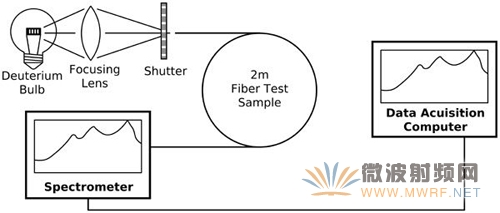 Deuterium
Bulb
Focusing
Lens
Shutter
2m
Fiber Test
Sample
Data Acuisition
Computer
Spectrometer
微波射频网
WWW.MWRF.NET